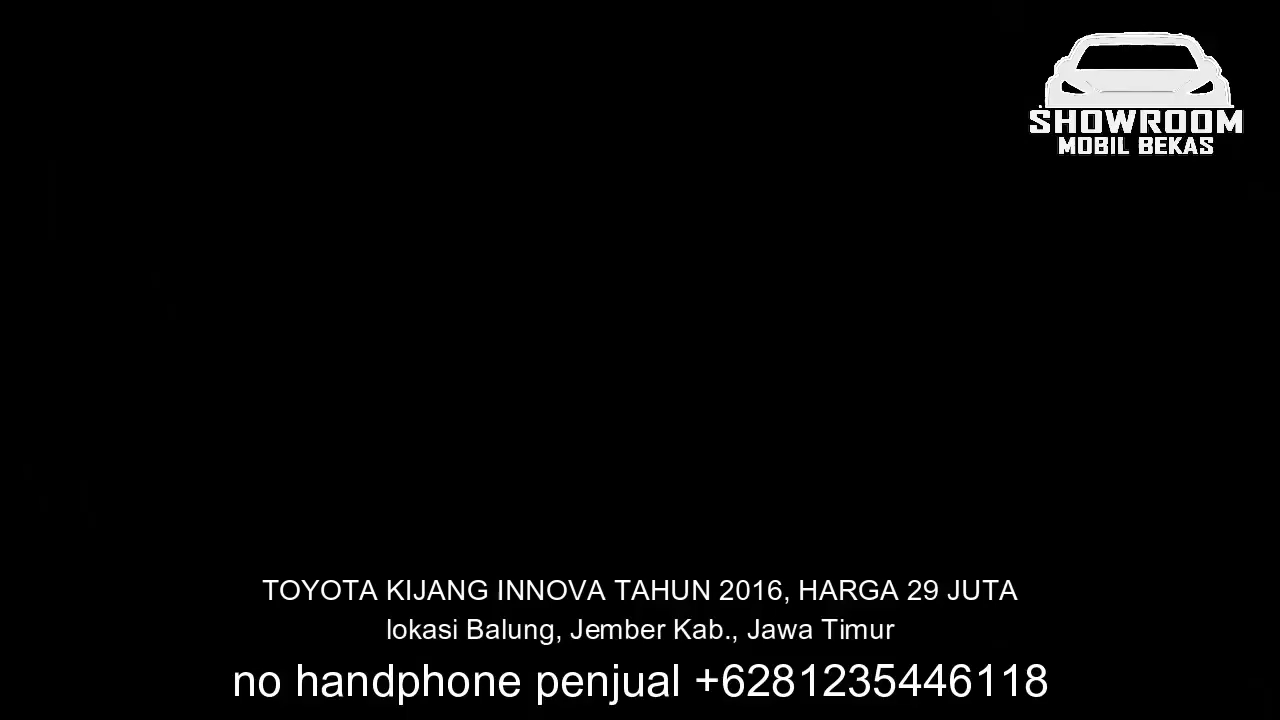 SHOWROOM
MOBIL BEKAS
TOYOTA KIJANG INNOVA TAHUN 2016, HARGA 29 JUTA
lokasi Balung, Jember Kab., Jawa Timur
no handphone penjual +6281235446118